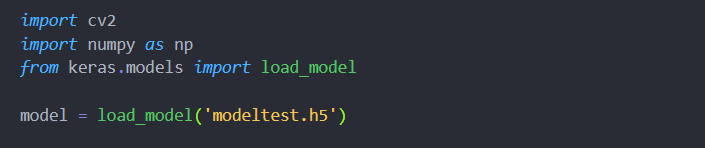 import cv2
import numpy as np
from keras.models import load_model
model = load_model('modeltest.h5')